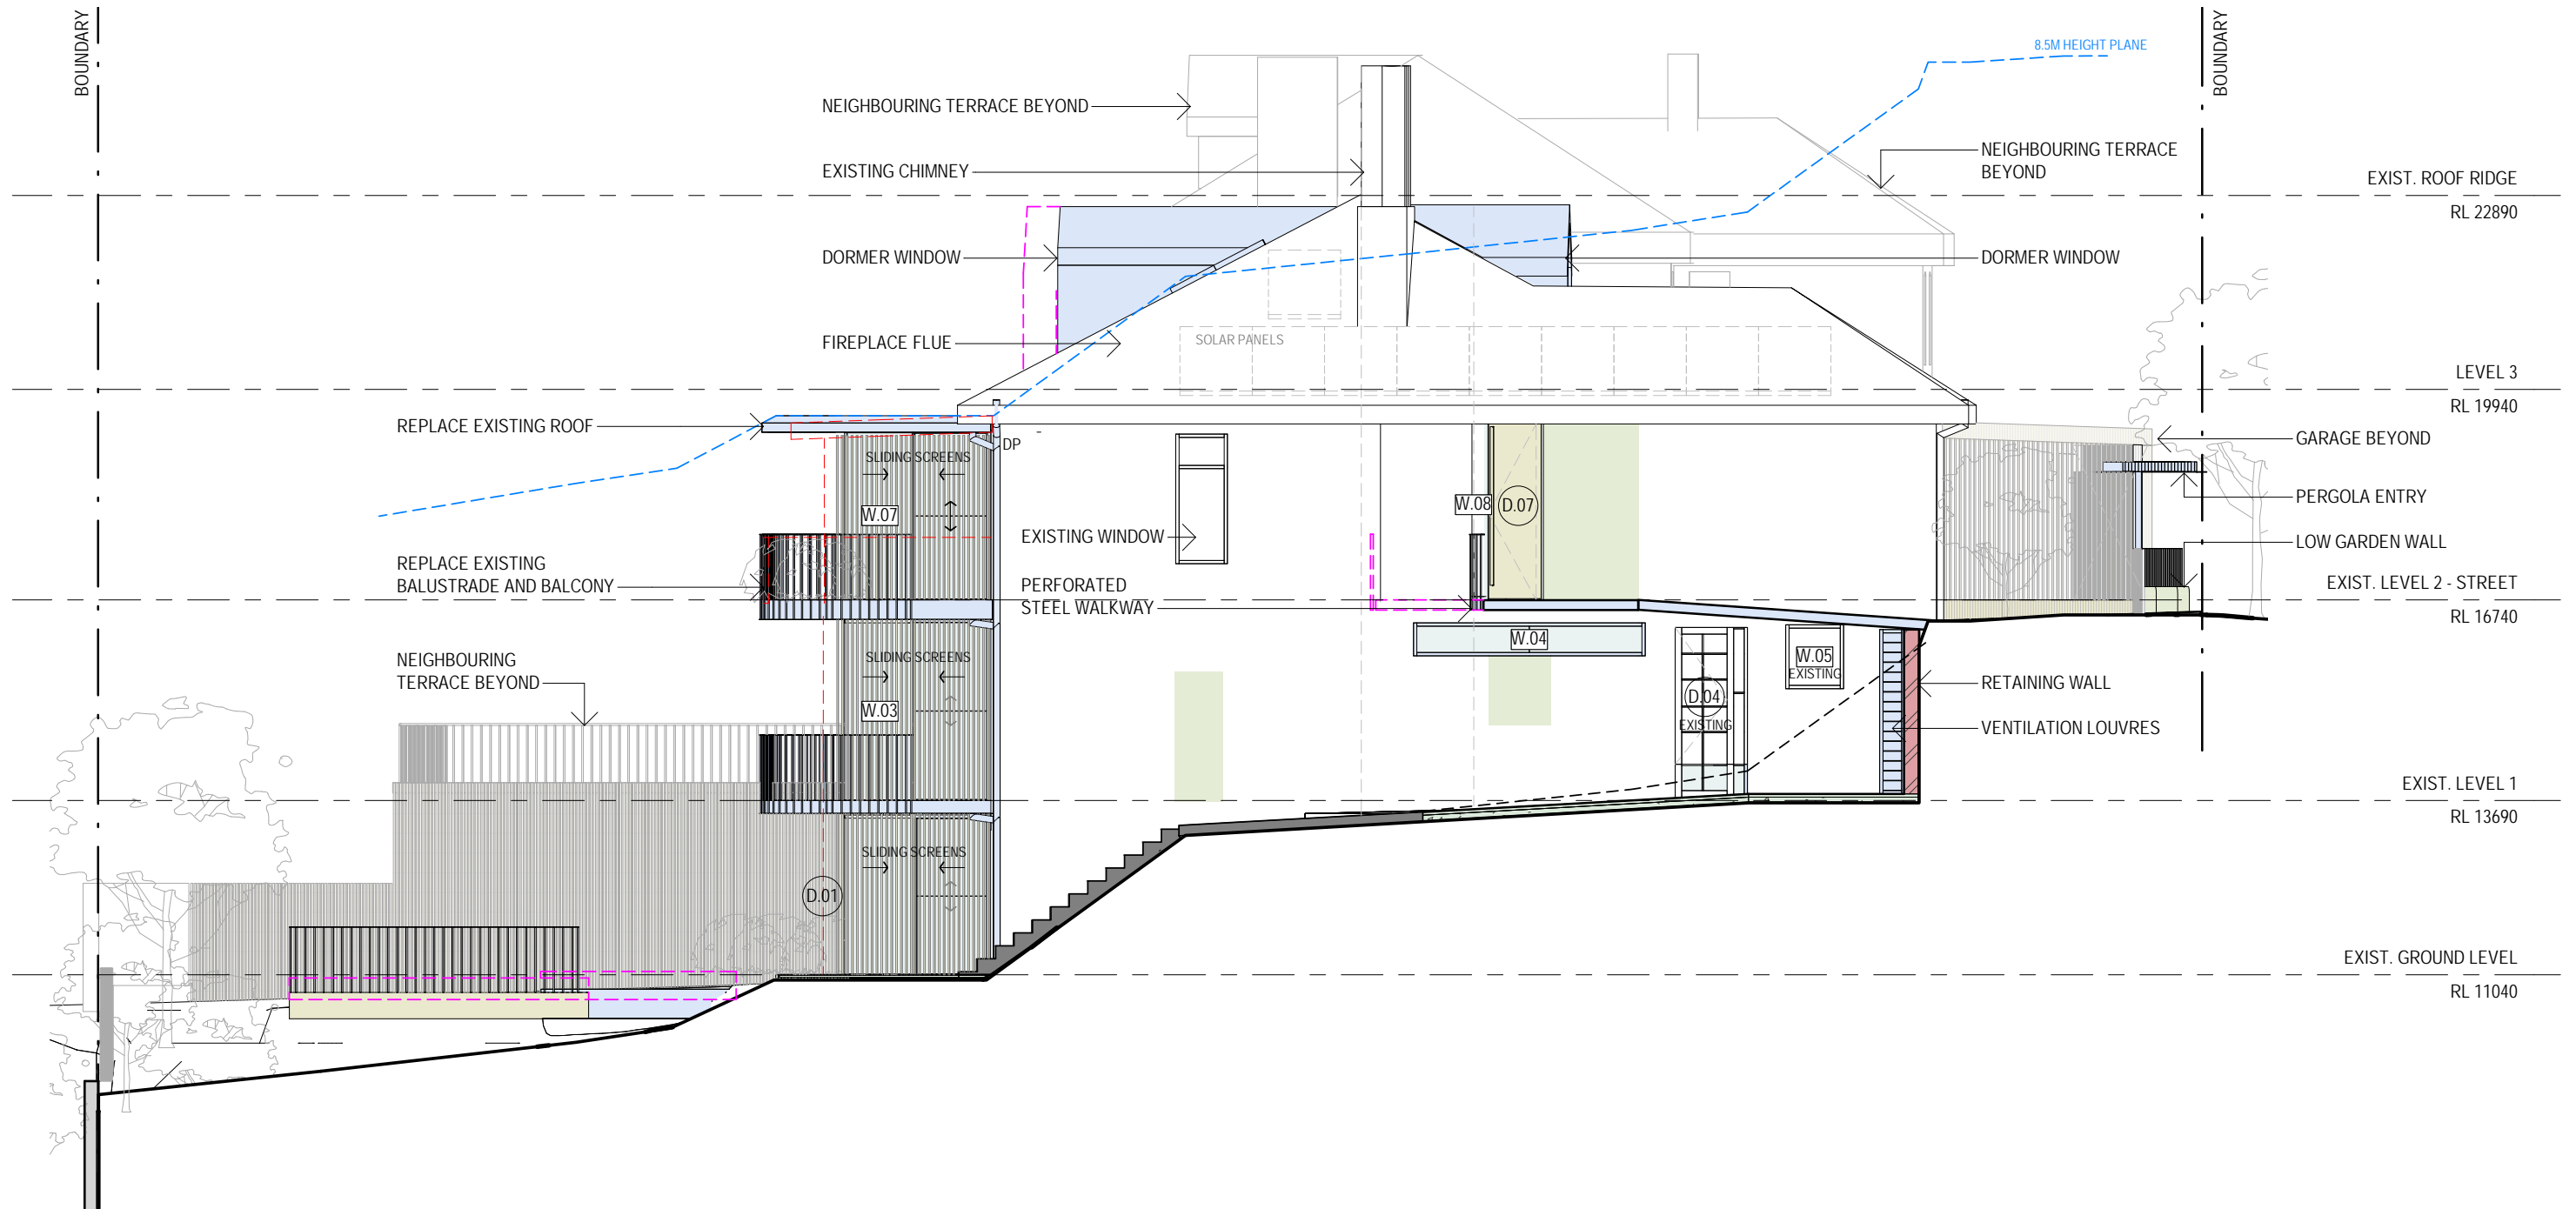 BOUNDARY
BOUNDARY
8.5M HEIGHT PLANE
NEIGHBOURING TERRACE BEYOND
NEIGHBOURING TERRACE
BEYOND
EXISTING CHIMNEY
EXIST. ROOF RIDGE
RL 22890
DORMER WINDOW
DORMER WINDOW
FIREPLACE FLUE
SOLAR PANELS
LEVEL 3
RL 19940
REPLACE EXISTING ROOF
DP
GARAGE BEYOND
SLIDING SCREENS
W.07
W.08
D.07
PERGOLA ENTRY
EXISTING WINDOW
LOW GARDEN WALL
REPLACE EXISTING
BALUSTRADE AND BALCONY
PERFORATED
STEEL WALKWAY
EXIST. LEVEL 2 - STREET
RL 16740
W.04
NEIGHBOURING
TERRACE BEYOND
SLIDING SCREENS
W.03
W.05
EXISTING
D.04
EXISTING
RETAINING WALL
VENTILATION LOUVRES
EXIST. LEVEL 1
RL 13690
SLIDING SCREENS
D.01
EXIST. GROUND LEVEL
RL 11040